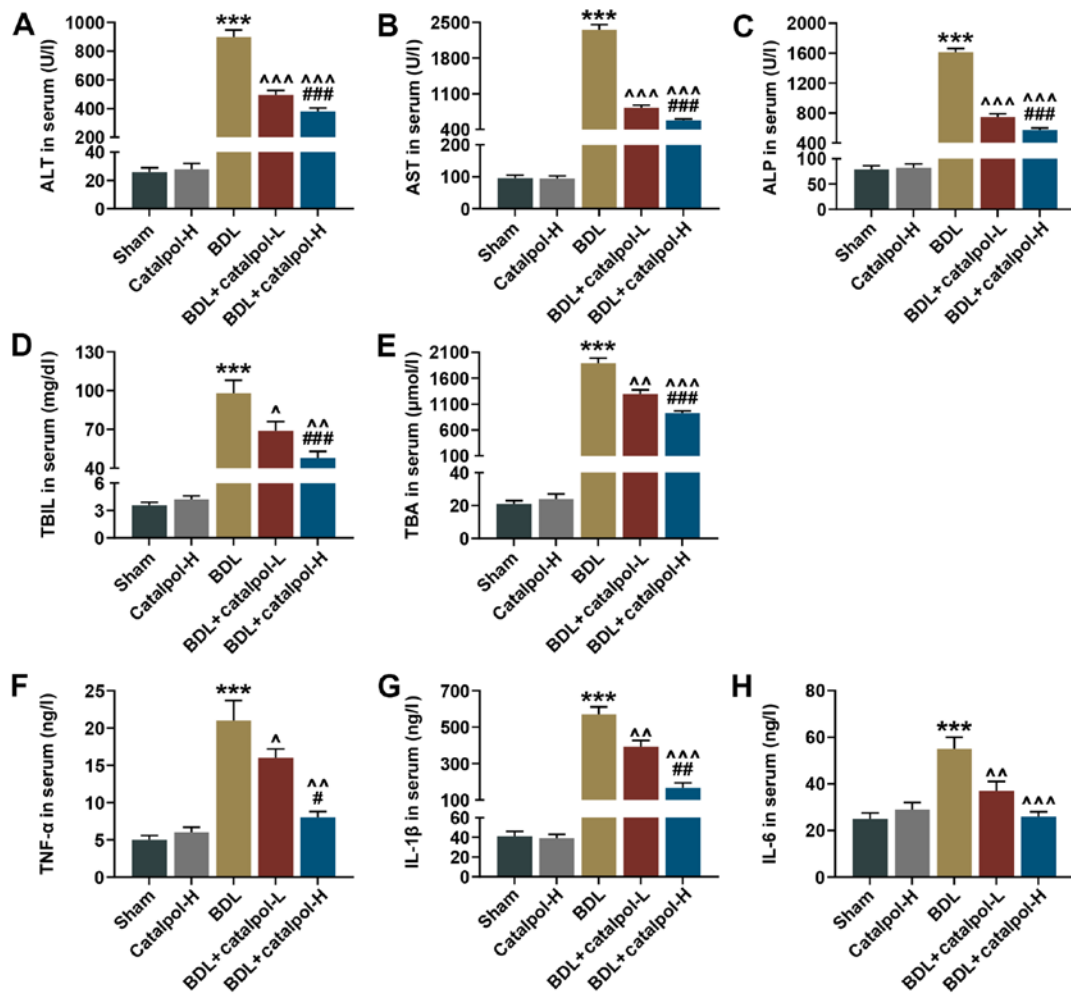 A
ALT in serum (U/l)
1000
800
600
400
200
40
20
0
***
^^^
^^^
###
Sham
Catalpol-H
BDL
BDL+catalpol-L
BDL+catalpol-H
B
AST in serum (U/l)
2500
1800
1100
400
200
100
0
***
^^^
^^^
###
Sham
Catalpol-H
BDL
BDL+catalpol-L
BDL+catalpol-H
C
ALP in serum (U/l)
2000
1600
1200
800
400
100
50
0
***
^^^
^^^
###
Sham
Catalpol-H
BDL
BDL+catalpol-L
BDL+catalpol-H
D
TBIL in serum (mg/dl)
130
100
70
40
6
3
0
***
^
^^
###
Sham
Catalpol-H
BDL
BDL+catalpol-L
BDL+catalpol-H
E
TBA in serum (μmol/l)
2100
1600
1100
600
100
40
20
0
***
^^
^^^
###
Sham
Catalpol-H
BDL
BDL+catalpol-L
BDL+catalpol-H
F
TNF-α in serum (ng/l)
25
20
15
10
5
0
***
^
^^
#
Sham
Catalpol-H
BDL
BDL+catalpol-L
BDL+catalpol-H
G
IL-1β in serum (ng/l)
700
500
300
100
60
40
20
0
***
^^
^^^
##
Sham
Catalpol-H
BDL
BDL+catalpol-L
BDL+catalpol-H
H
IL-6 in serum (ng/l)
80
60
40
20
0
***
^^
^^^
Sham
Catalpol-H
BDL
BDL+catalpol-L
BDL+catalpol-H